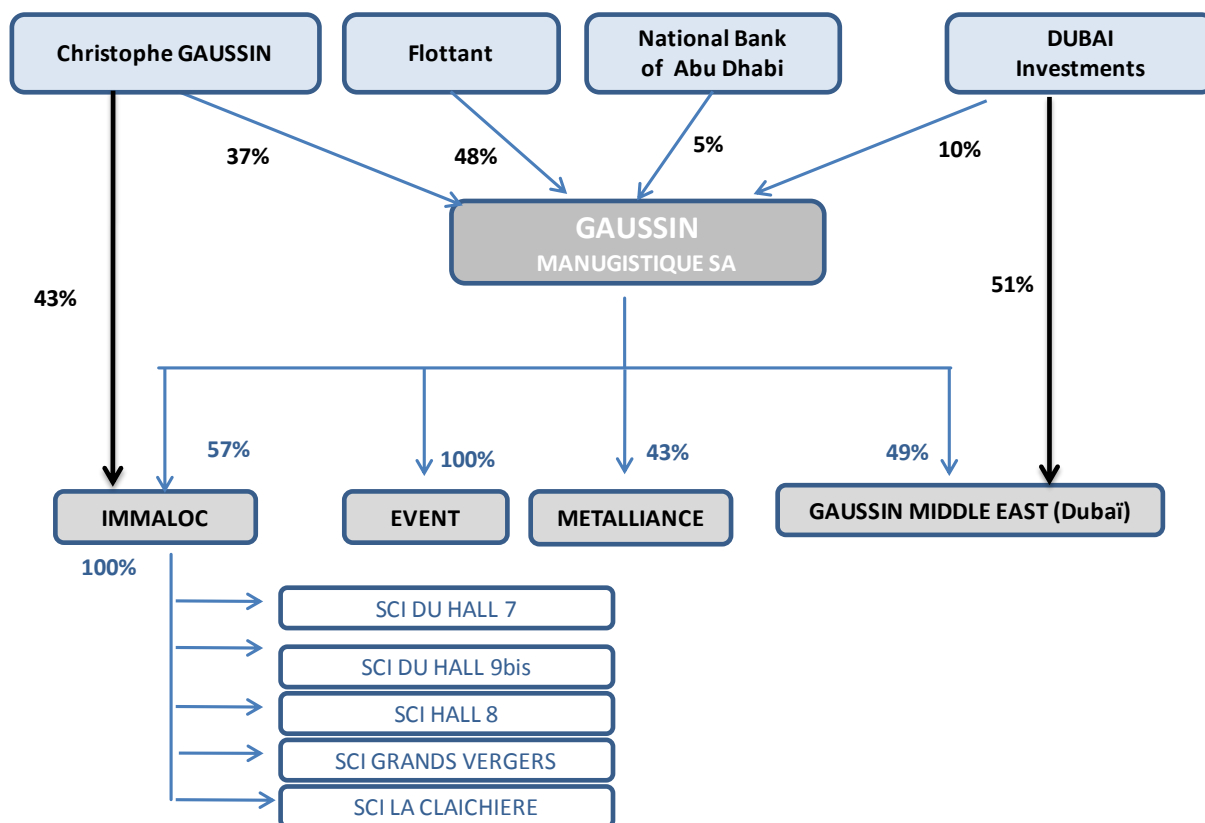 Christophe GAUSSIN
Flottant
National Bank
of Abu Dhabi
DUBAI
Investments
37%
48%
5%
10%
GAUSSIN
MANUGISTIQUE SA
43%
51%
57%
100%
43%
49%
IMMALOC
EVENT
METALLIANCE
GAUSSIN MIDDLE EAST (Dubaï)
100%
SCI DU HALL 7
SCI DU HALL 9bis
SCI HALL 8
SCI GRANDS VERGERS
SCI LA CLAICHIERE